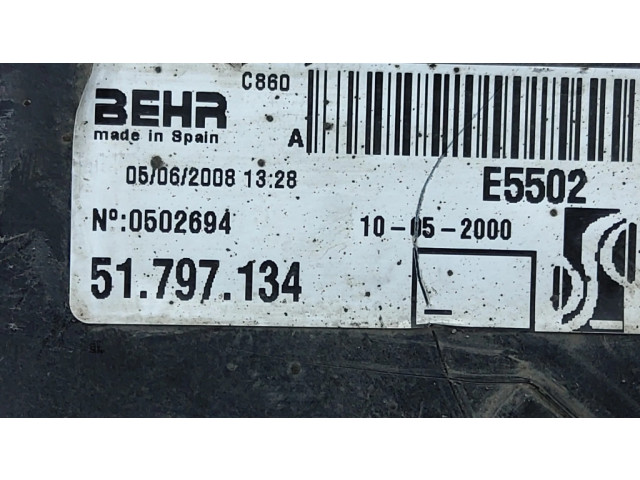 C860
BEHR
made in Spain
A
05/06/2008 13:28
E5502
Nº:0502694
10-05-2000
51.797.134